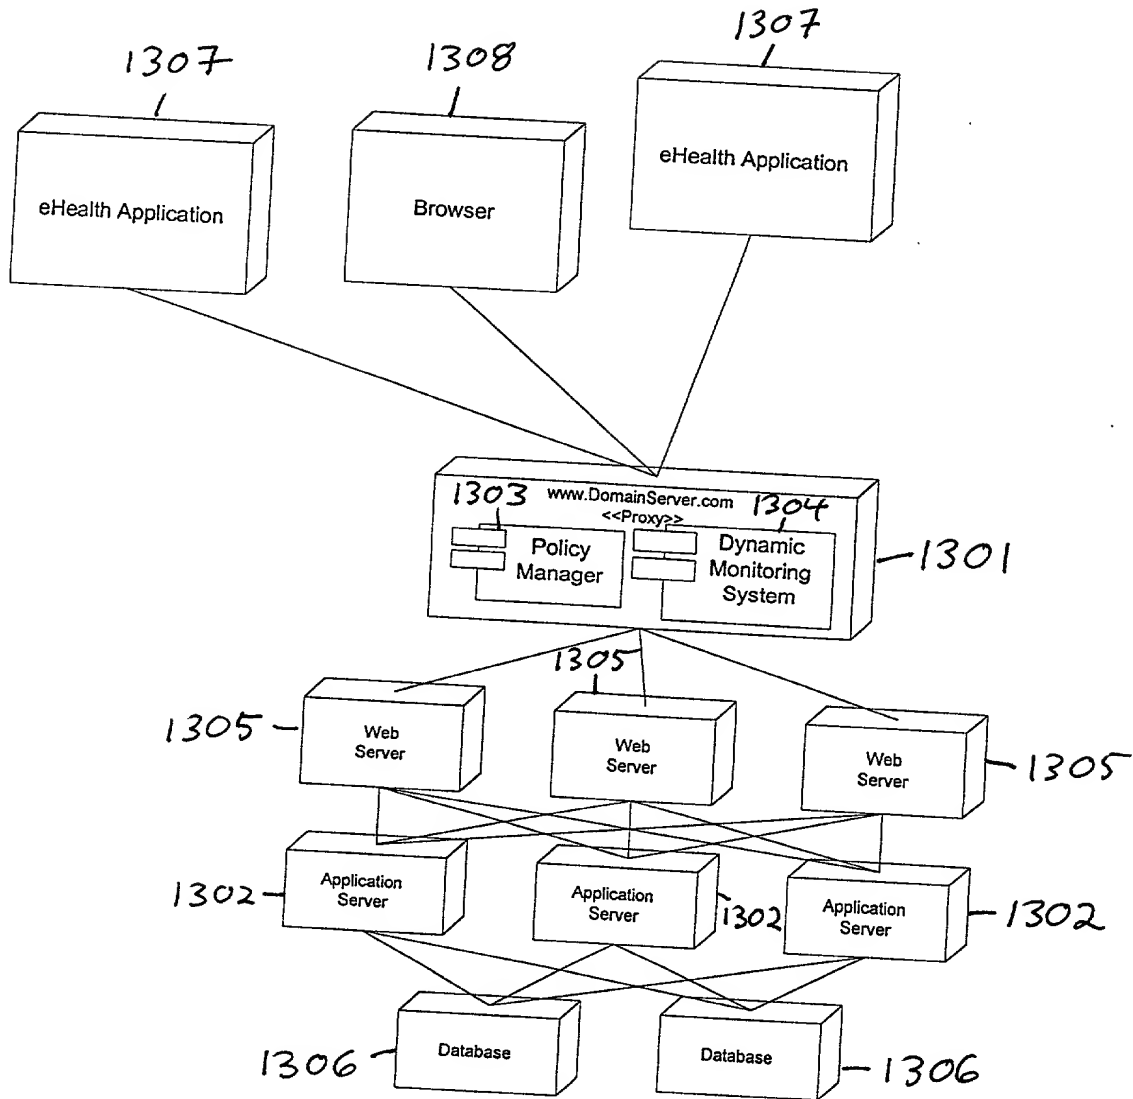 1307
1308
1307
eHealth Application
Browser
eHealth Application
www.DomainServer.com
<<Proxy>>
1303
1304
Policy
Manager
Dynamic
Monitoring
System
1301
1305
1305
Web
Server
Web
Server
Web
Server
1305
1302
Application
Server
Application
Server
1302
Application
Server
1302
1306
Database
Database
1306